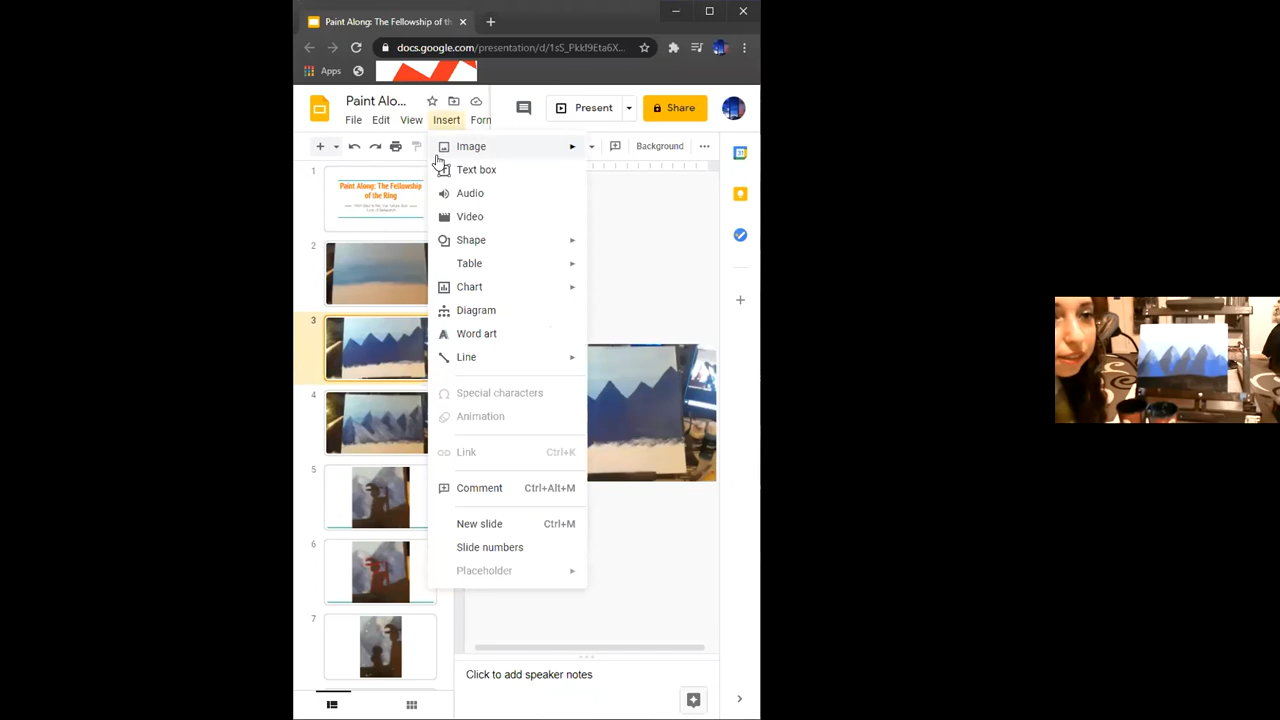 Paint Along: The Fellowship of th
docs.google.com/presentation/d/1sS_Pkkl9Eta6X...
Apps
Paint Alo...
Present
Share
File Edit View Insert Forn
Background
Image
Text box
Audio
Video
Shape
Table
Chart
Diagram
Word art
Line
Special characters
Animation
Link Ctrl+K
Comment Ctrl+Alt+M
New slide Ctrl+M
Slide numbers
Placeholder
1
Paint Along: The Fellowship
of the Ring
2
3
4
5
6
7
Click to add speaker notes